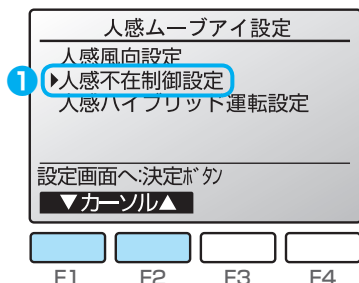 人感ムーブアイ設定
人感風向設定
❶ ▶人感不在制御設定
人感ハイブリッド運転設定
設定画面へ:決定ボタン
▼カーソル▲
F1 F2 F3 F4